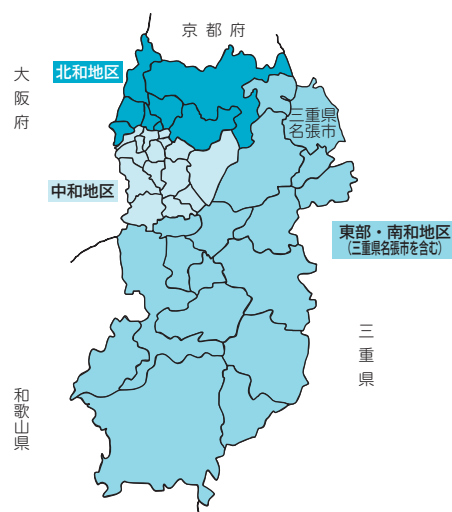 京都府
大阪府
北和地区
三重県
名張市
中和地区
東部・南和地区
(三重県名張市を含む)
三重県
和歌山県